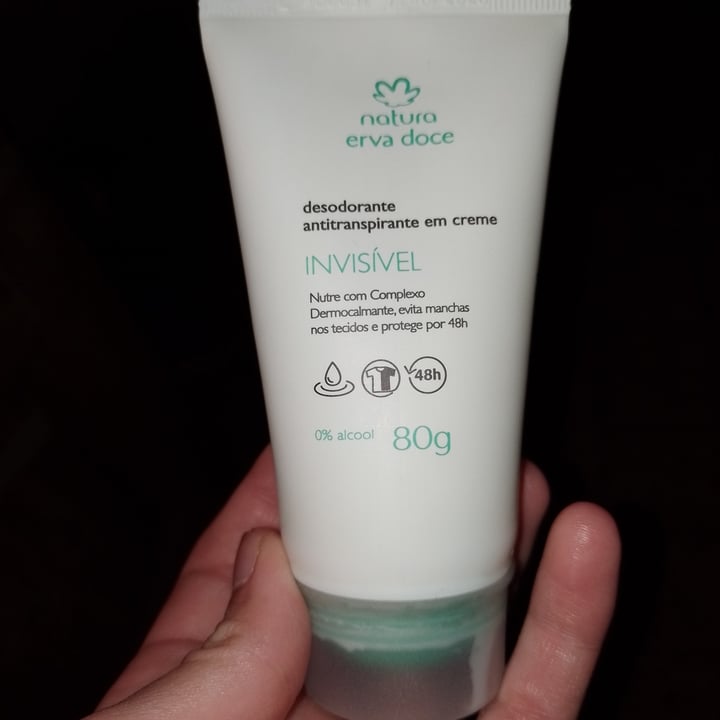 natura
erva doce
desodorante
antitranspirante em creme
INVISÍVEL
Nutre com Complexo
Dermocalmante, evita manchas
nos tecidos e protege por 48h
48h
0% alcool 80g